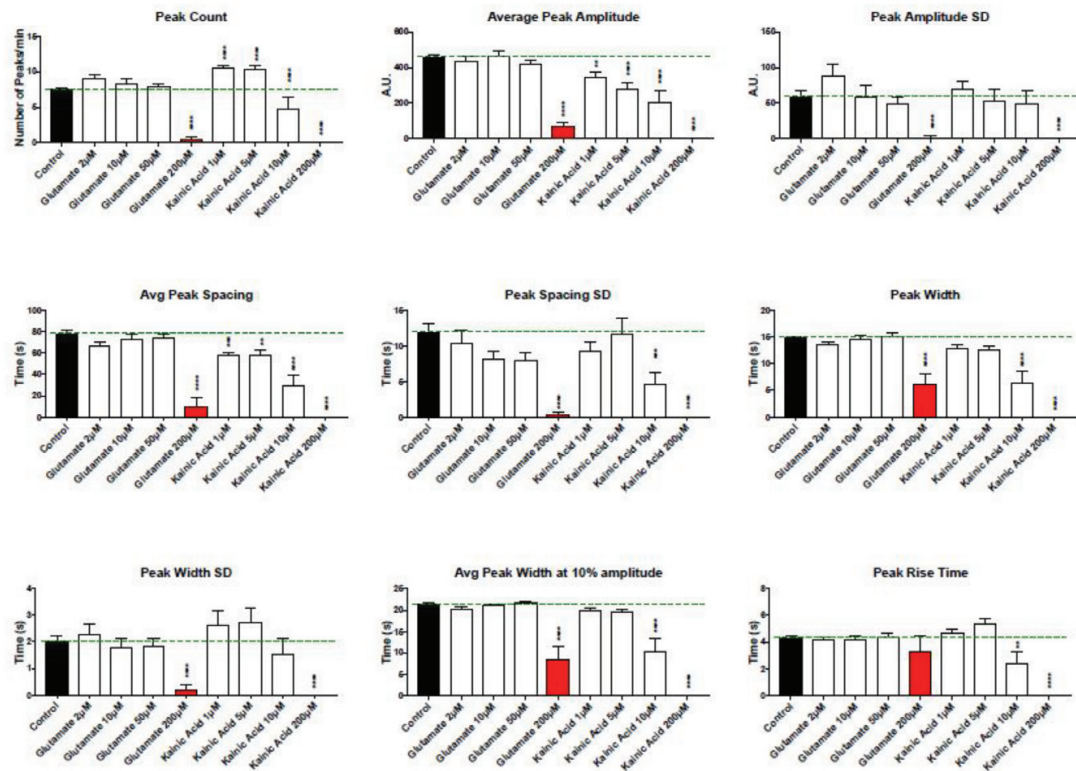 Peak Count
Number of Peaks/min
15
10
5
0
Control
Glutamate 2µM
Glutamate 10µM
Glutamate 50µM
Glutamate 200µM
Kainic Acid 1µM
Kainic Acid 5µM
Kainic Acid 10µM
Kainic Acid 200µM
Average Peak Amplitude
A.U.
600
400
200
0
Control
Glutamate 2µM
Glutamate 10µM
Glutamate 50µM
Glutamate 200µM
Kainic Acid 1µM
Kainic Acid 5µM
Kainic Acid 10µM
Kainic Acid 200µM
Peak Amplitude SD
A.U.
150
100
50
0
Control
Glutamate 2µM
Glutamate 10µM
Glutamate 50µM
Glutamate 200µM
Kainic Acid 1µM
Kainic Acid 5µM
Kainic Acid 10µM
Kainic Acid 200µM
Avg Peak Spacing
Time (s)
100
80
60
40
20
0
Control
Glutamate 2µM
Glutamate 10µM
Glutamate 50µM
Glutamate 200µM
Kainic Acid 1µM
Kainic Acid 5µM
Kainic Acid 10µM
Kainic Acid 200µM
Peak Spacing SD
Time (s)
15
10
5
0
Control
Glutamate 2µM
Glutamate 10µM
Glutamate 50µM
Glutamate 200µM
Kainic Acid 1µM
Kainic Acid 5µM
Kainic Acid 10µM
Kainic Acid 200µM
Peak Width
Time (s)
20
15
10
5
0
Control
Glutamate 2µM
Glutamate 10µM
Glutamate 50µM
Glutamate 200µM
Kainic Acid 1µM
Kainic Acid 5µM
Kainic Acid 10µM
Kainic Acid 200µM
Peak Width SD
Time (s)
4
3
2
1
0
Control
Glutamate 2µM
Glutamate 10µM
Glutamate 50µM
Glutamate 200µM
Kainic Acid 1µM
Kainic Acid 5µM
Kainic Acid 10µM
Kainic Acid 200µM
Avg Peak Width at 10% amplitude
Time (s)
25
20
15
10
5
0
Control
Glutamate 2µM
Glutamate 10µM
Glutamate 50µM
Glutamate 200µM
Kainic Acid 1µM
Kainic Acid 5µM
Kainic Acid 10µM
Kainic Acid 200µM
Peak Rise Time
Time (s)
8
6
4
2
0
Control
Glutamate 2µM
Glutamate 10µM
Glutamate 50µM
Glutamate 200µM
Kainic Acid 1µM
Kainic Acid 5µM
Kainic Acid 10µM
Kainic Acid 200µM